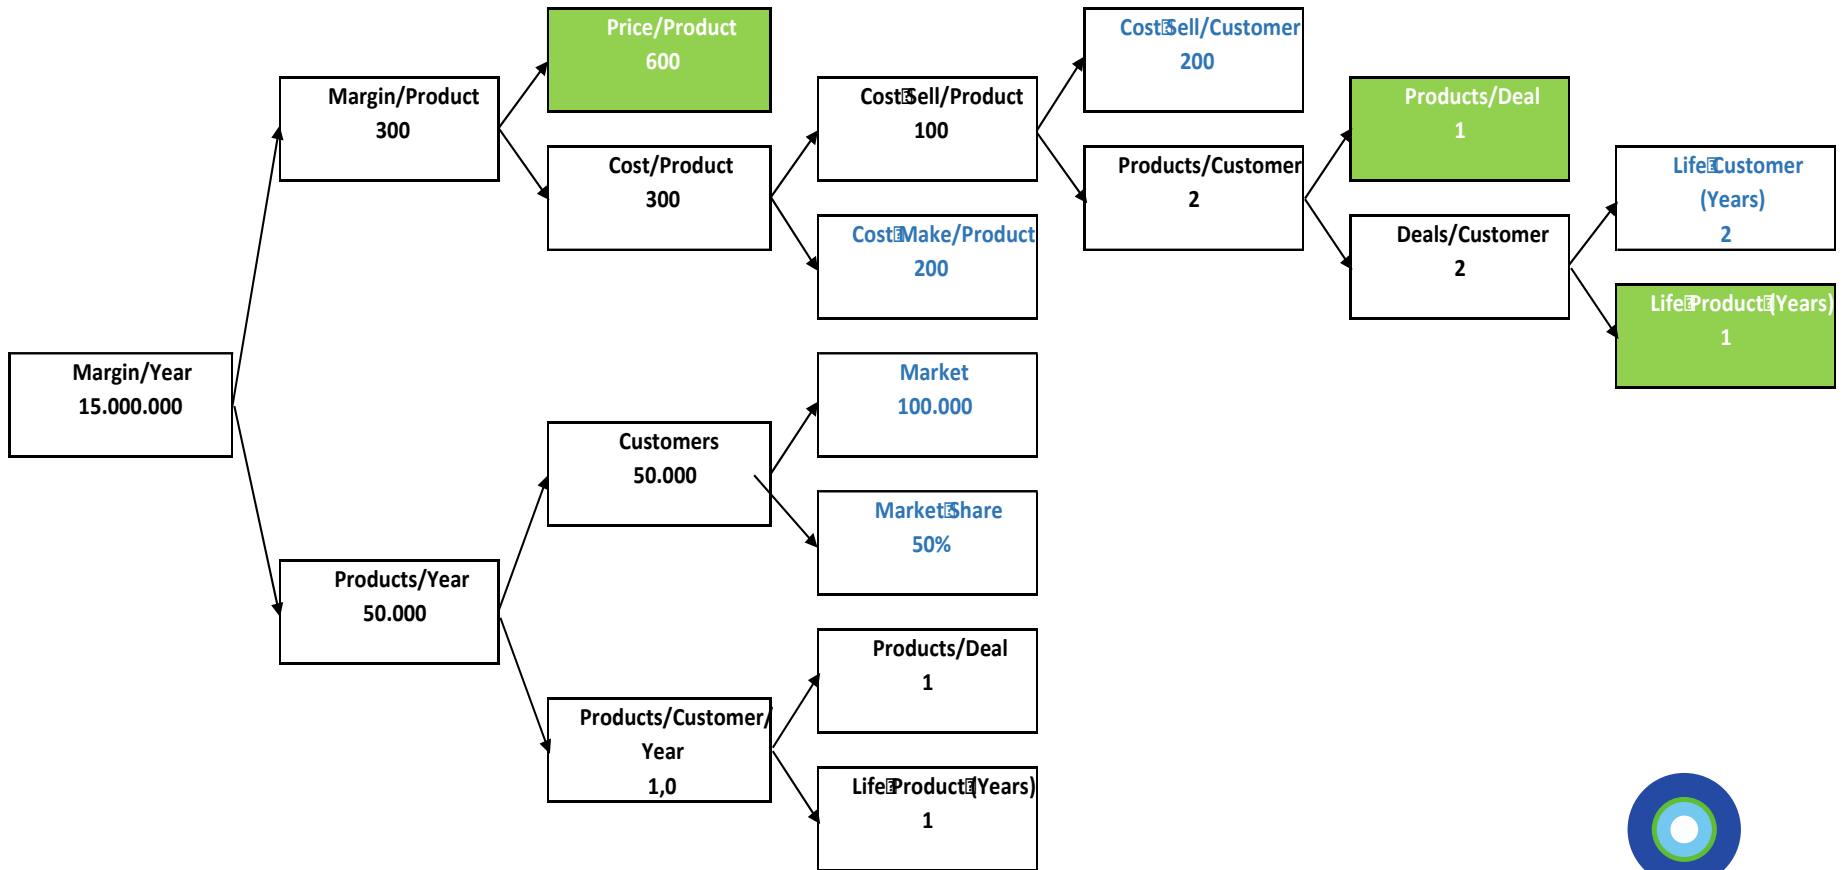 Price/Product
600
Cost Sell/Customer
200
Margin/Product
300
Cost Sell/Product
100
Products/Deal
1
Cost/Product
300
Products/Customer
2
Life Customer
(Years)
2
Cost Make/Product
200
Deals/Customer
2
Life Product (Years)
1
Margin/Year
15.000.000
Market
100.000
Customers
50.000
Market Share
50%
Products/Year
50.000
Products/Deal
1
Products/Customer/
Year
1,0
Life Product (Years)
1